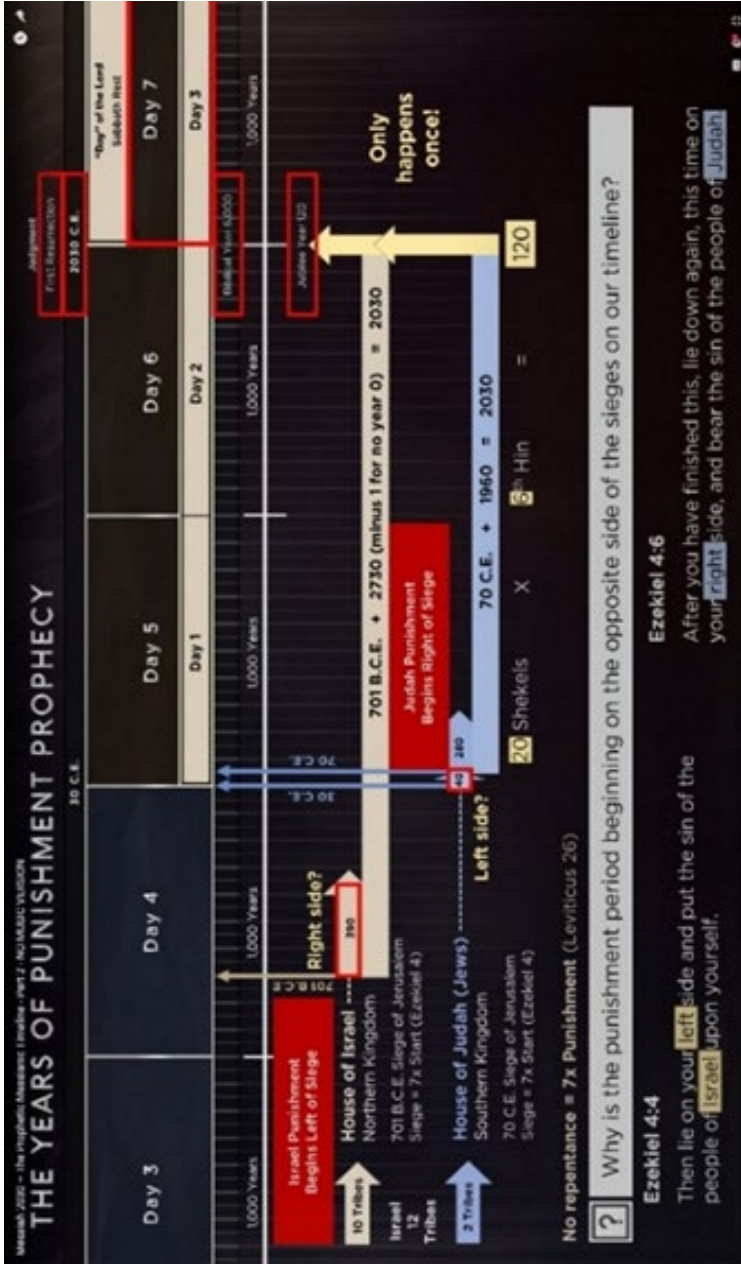 Messiah 2030 – The Prophetic Messianic Timeline - Part 2 - NO MUSIC VERSION
THE YEARS OF PUNISHMENT PROPHECY
Judgment
First Resurrection
30 C.E.
2030 C.E.
"Day" of the Lord
Sabbath Rest
Day 3
Day 4
Day 5
Day 6
Day 7
Day 1
Day 2
Day 3
1,000 Years
1,000 Years
1,000 Years
1,000 Years
1,000 Years
Biblical Year 6,000
Jubilee Year 120
Israel Punishment
Begins Left of Siege
701 B.C.E.
30 C.E.
70 C.E.
Right side?
10 Tribes
House of Israel
Northern Kingdom
390
701 B.C.E. + 2730 (minus 1 for no year 0) = 2030
Only
happens
once!
701 B.C.E. Siege of Jerusalem
Siege = 7x Start (Ezekiel 4)
Israel
12
Tribes
Judah Punishment
Begins Right of Siege
2 Tribes
House of Judah (Jews)
Southern Kingdom
40
280
Left side?
70 C.E. + 1960 = 2030
70 C.E. Siege of Jerusalem
Siege = 7x Start (Ezekiel 4)
20 Shekels X 6th Hin = 120
No repentance = 7x Punishment (Leviticus 26)
? Why is the punishment period beginning on the opposite side of the sieges on our timeline?
Ezekiel 4:4
Then lie on your left side and put the sin of the
people of Israel upon yourself.
Ezekiel 4:6
After you have finished this, lie down again, this time on
your right side, and bear the sin of the people of Judah